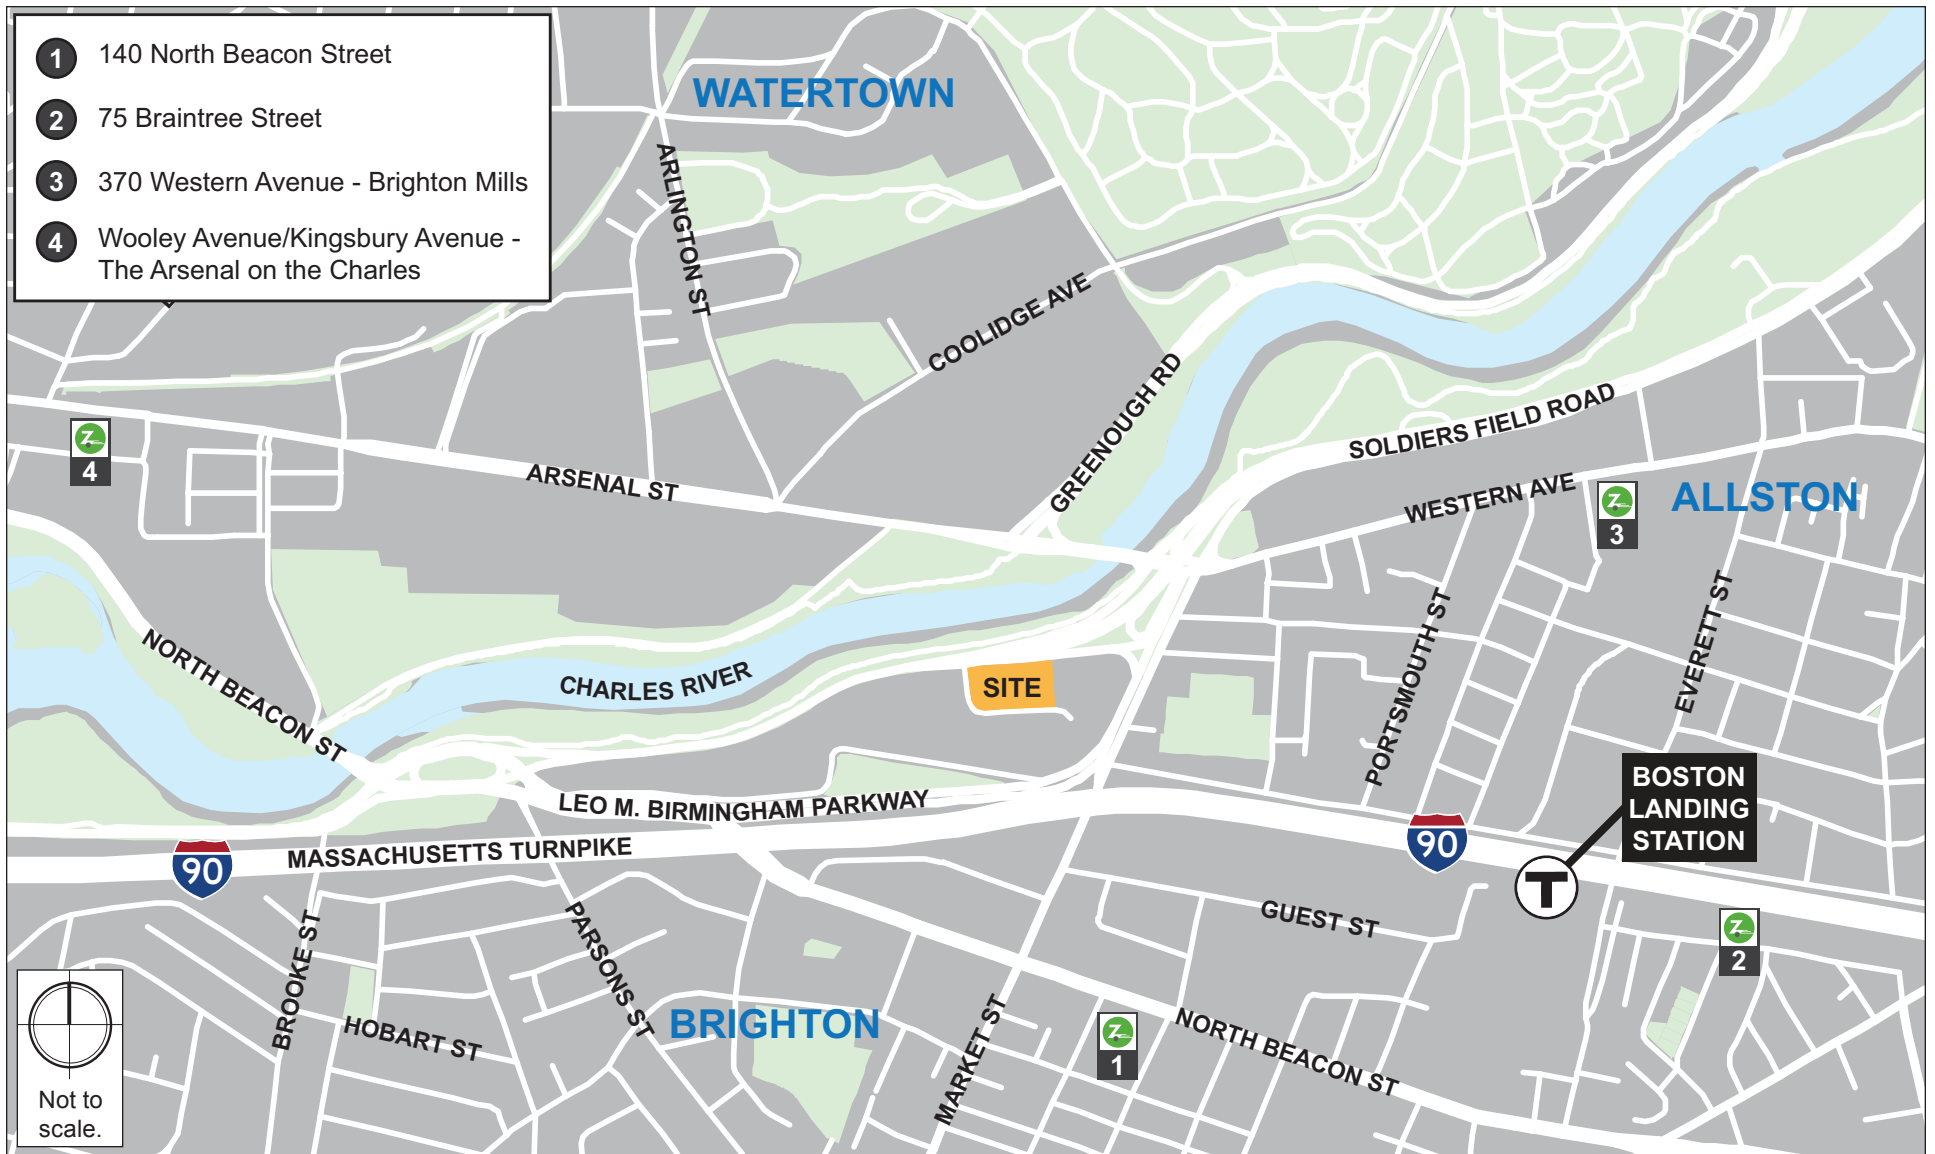 1 140 North Beacon Street
2 75 Braintree Street
3 370 Western Avenue - Brighton Mills
4 Wooley Avenue/Kingsbury Avenue -
The Arsenal on the Charles
WATERTOWN
ARLINGTON ST
COOLIDGE AVE
GREENOUGH RD
SOLDIERS FIELD ROAD
WESTERN AVE
ALLSTON
Z
4
ARSENAL ST
Z
3
NORTH BEACON ST
CHARLES RIVER
SITE
PORTSMOUTH ST
EVERETT ST
BOSTON
LANDING
STATION
LEO M. BIRMINGHAM PARKWAY
MASSACHUSETTS TURNPIKE
90
90
T
GUEST ST
Z
2
BROOKE ST
PARSONS ST
HOBART ST
BRIGHTON
MARKET ST
Z
1
NORTH BEACON ST
Not to
scale.